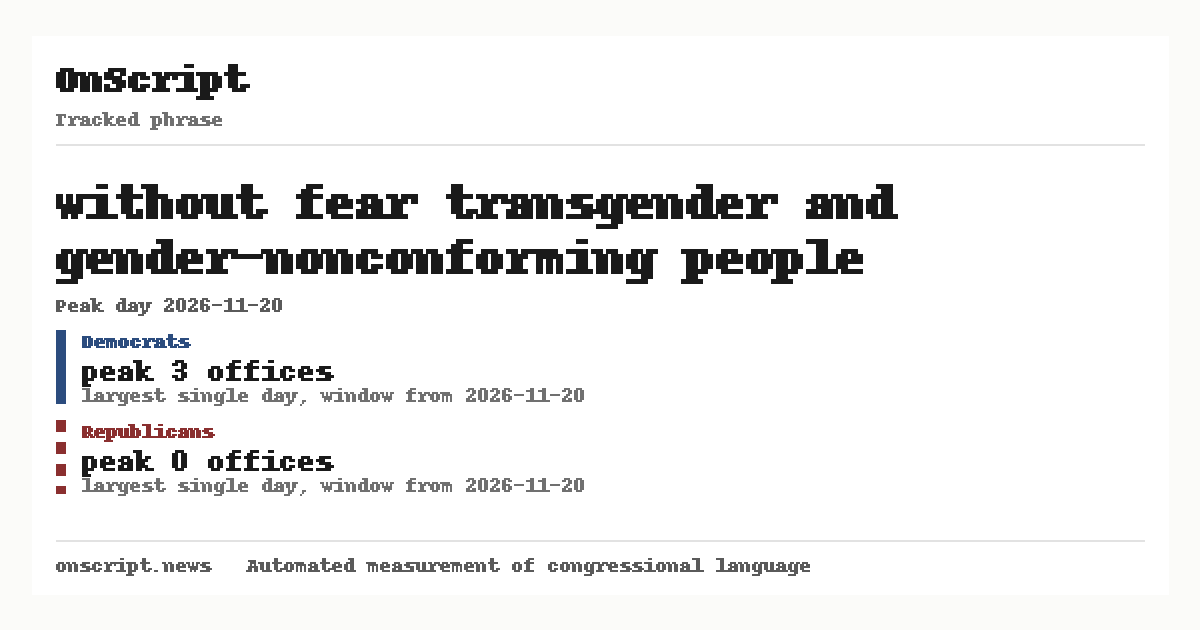 OnScript
Tracked phrase
without fear transgender and
gender-nonconforming people
Peak day 2026-11-20
Democrats
peak 3 offices
largest single day, window from 2026-11-20
Republicans
peak 0 offices
largest single day, window from 2026-11-20
onscript.news Automated measurement of congressional language